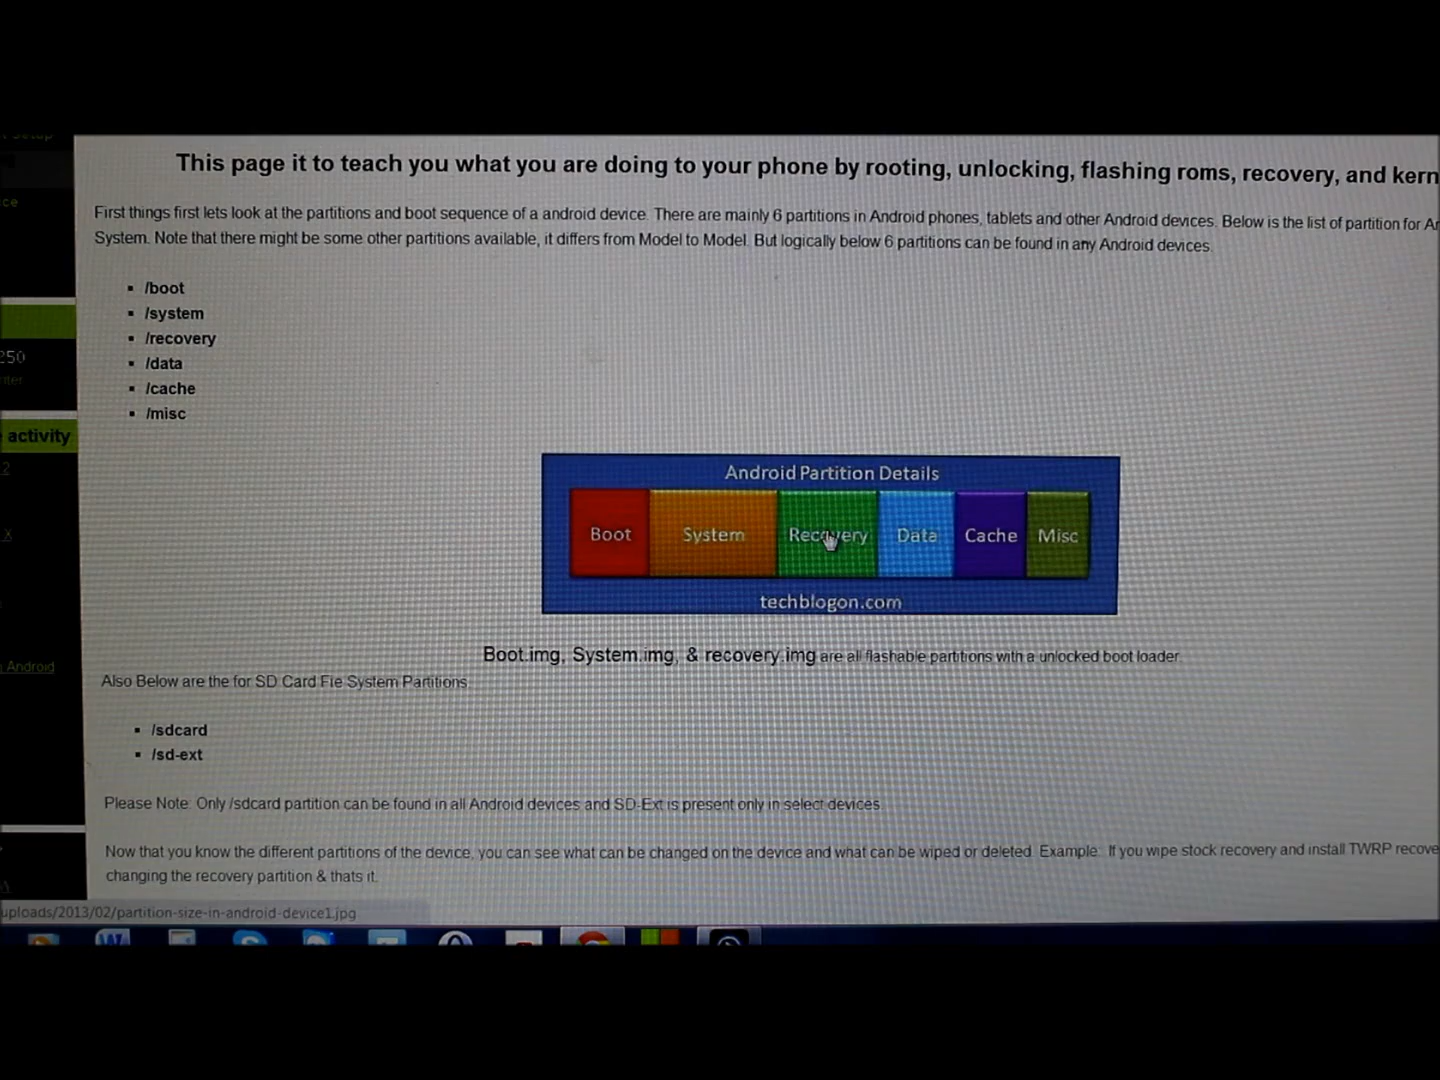 This page it to teach you what you are doing to your phone by rooting, unlocking, flashing roms, recovery, and kern
First things first lets look at the partitions and boot sequence of a android device. There are mainly 6 partitions in Android phones, tablets and other Android devices. Below is the list of partition for
System. Note that there might be some other partitions available, it differs from Model to Model. But logically below 6 partitions can be found in any Android devices.
/boot
/system
/recovery
/data
/cache
/misc
250
activity
2
X
Android
Android Partition Details
Boot System Recovery Data Cache Misc
techblogon.com
Boot.img, System.img, & recovery.img are all flashable partitions with a unlocked boot loader.
Also Below are the for SD Card Fie System Partitions
/sdcard
/sd-ext
Please Note: Only /sdcard partition can be found in all Android devices and SD-Ext is present only in select devices.
Now that you know the different partitions of the device, you can see what can be changed on the device and what can be wiped or deleted. Example: If you wipe stock recovery and install TWRP recove
changing the recovery partition & thats it.
uploads/2013/02/partition-size-in-android-device1.jpg